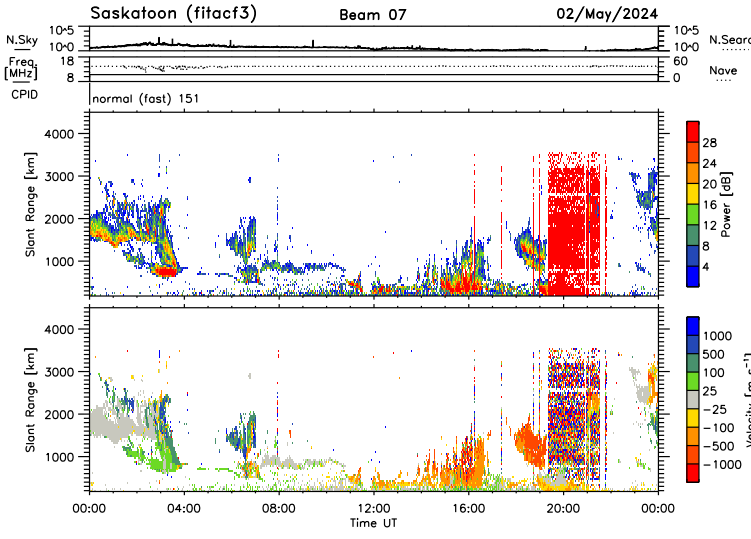 Saskatoon (fitacf3) Beam 07 02/May/2024
N.Sky 10^5 10^0 10^5 10^0 N.Sear
Freq. [MHz] 18 8 60 0 Nave
CPID normal (fast) 151
Slant Range [km] 4000 3000 2000 1000
Power [dB] 28 24 20 16 12 8 4
Slant Range [km] 4000 3000 2000 1000
Velocity [m s^-1] 1000 500 100 25 -25 -100 -500 -1000
00:00 04:00 08:00 12:00 16:00 20:00 00:00
Time UT